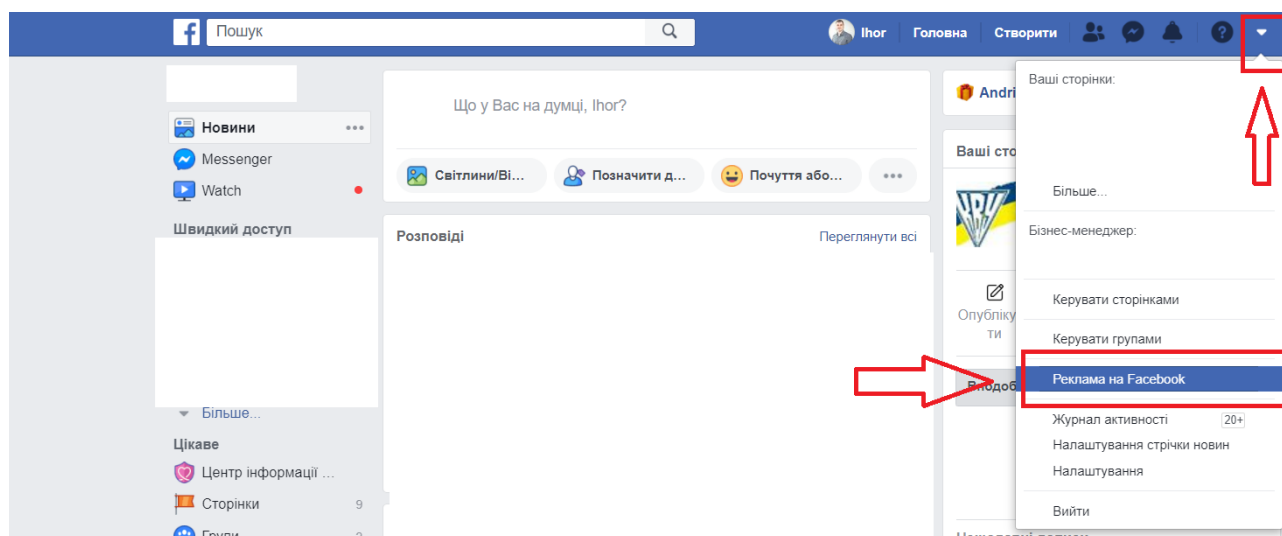 Пошук
Ihor
Головна
Створити
Новини
Messenger
Watch
Швидкий доступ
Більше...
Цікаве
Центр інформації ...
Сторінки 9
Групи
Що у Вас на думці, Ihor?
Світлини/Ві...
Позначити д...
Почуття або...
Розповіді
Переглянути всі
Andri
Ваші сто
Опубліку
ти
Вподоб
Ваші сторінки:
Більше...
Бізнес-менеджер:
Керувати сторінками
Керувати групами
Реклама на Facebook
Журнал активності 20+
Налаштування стрічки новин
Налаштування
Вийти